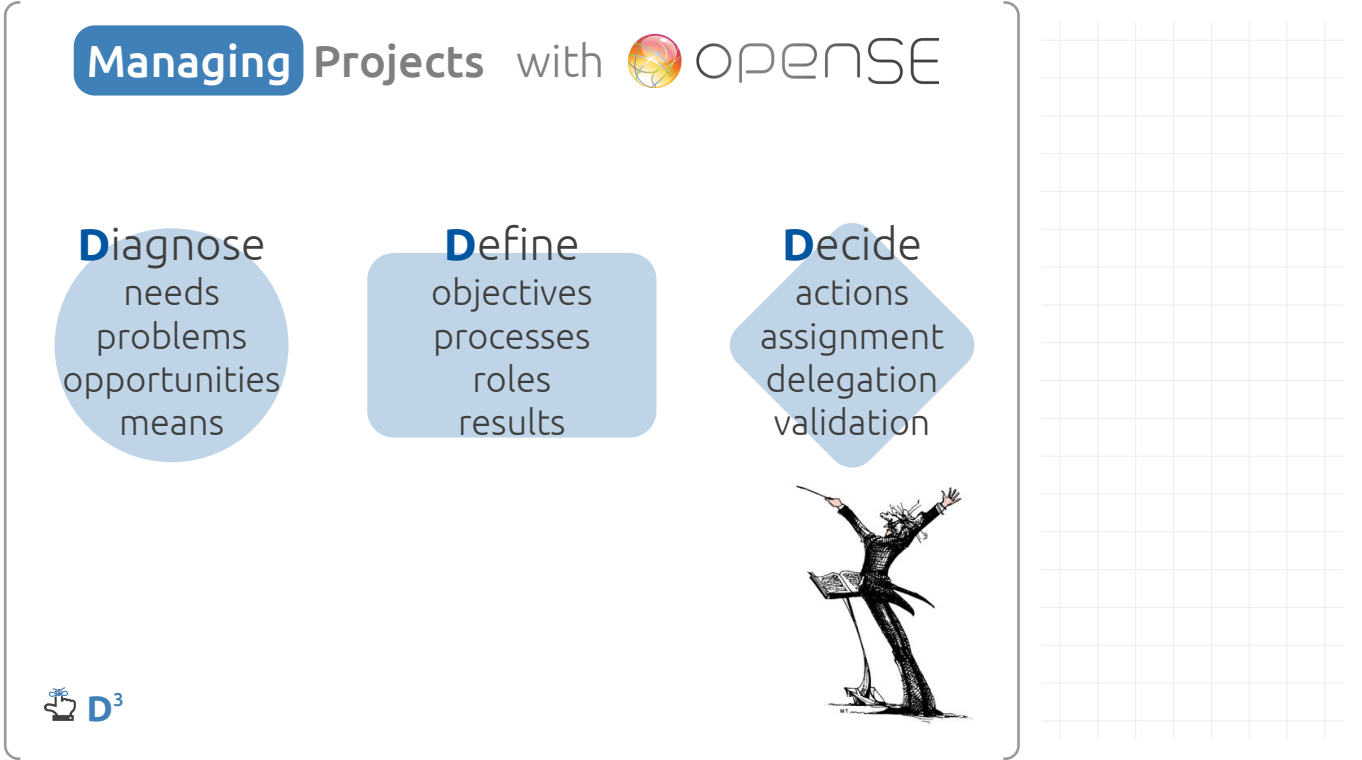 Managing Projects with openSE
Diagnose
needs
problems
opportunities
means
Define
objectives
processes
roles
results
Decide
actions
assignment
delegation
validation
MT
D³